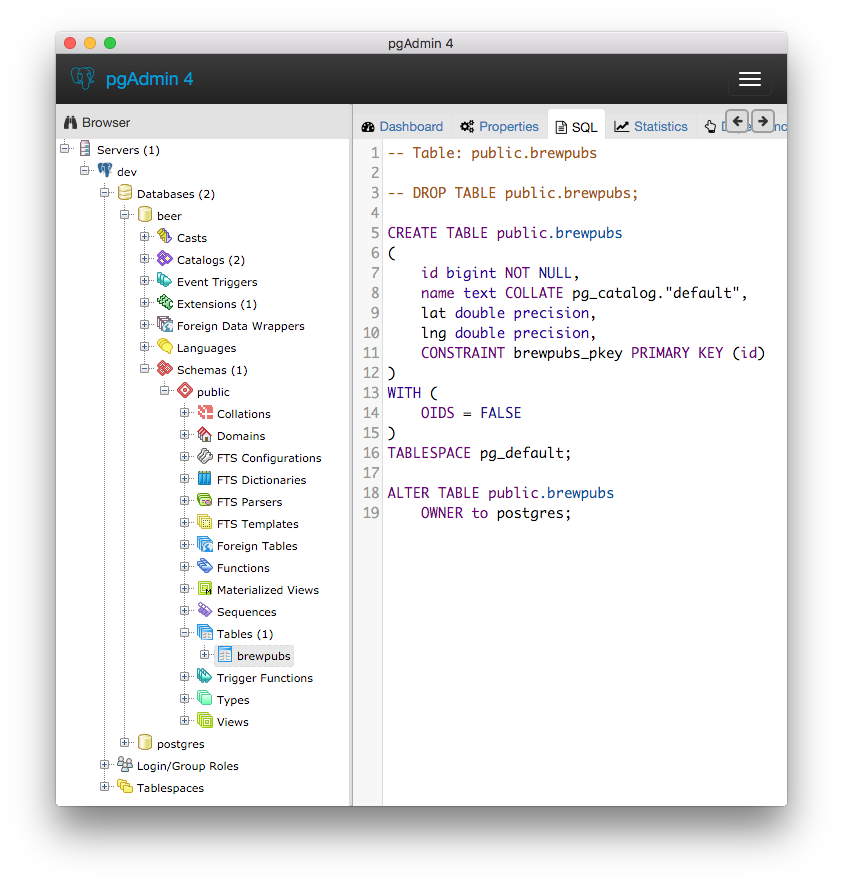 pgAdmin 4
pgAdmin 4
Browser
Servers (1)
dev
Databases (2)
beer
Casts
Catalogs (2)
Event Triggers
Extensions (1)
Foreign Data Wrappers
Languages
Schemas (1)
public
Collations
Domains
FTS Configurations
FTS Dictionaries
FTS Parsers
FTS Templates
Foreign Tables
Functions
Materialized Views
Sequences
Tables (1)
brewpubs
Trigger Functions
Types
Views
postgres
Login/Group Roles
Tablespaces
Dashboard Properties SQL Statistics
1 -- Table: public.brewpubs
2
3 -- DROP TABLE public.brewpubs;
4
5 CREATE TABLE public.brewpubs
6 (
7     id bigint NOT NULL,
8     name text COLLATE pg_catalog."default",
9     lat double precision,
10     lng double precision,
11     CONSTRAINT brewpubs_pkey PRIMARY KEY (id)
12 )
13 WITH (
14     OIDS = FALSE
15 )
16 TABLESPACE pg_default;
17
18 ALTER TABLE public.brewpubs
19     OWNER to postgres;